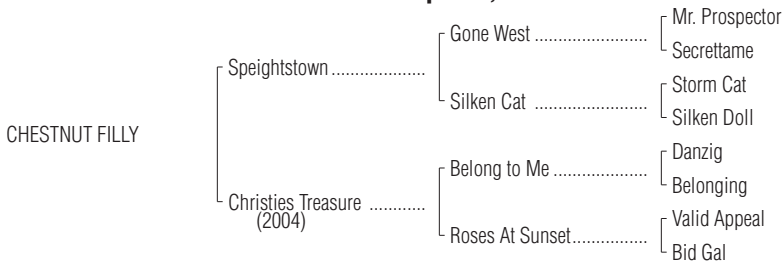 Mr. Prospector
Gone West
Secrettame
Speightstown
Storm Cat
Silken Cat
Silken Doll
CHESTNUT FILLY
Danzig
Belong to Me
Belonging
Christies Treasure
(2004)
Valid Appeal
Roses At Sunset
Bid Gal